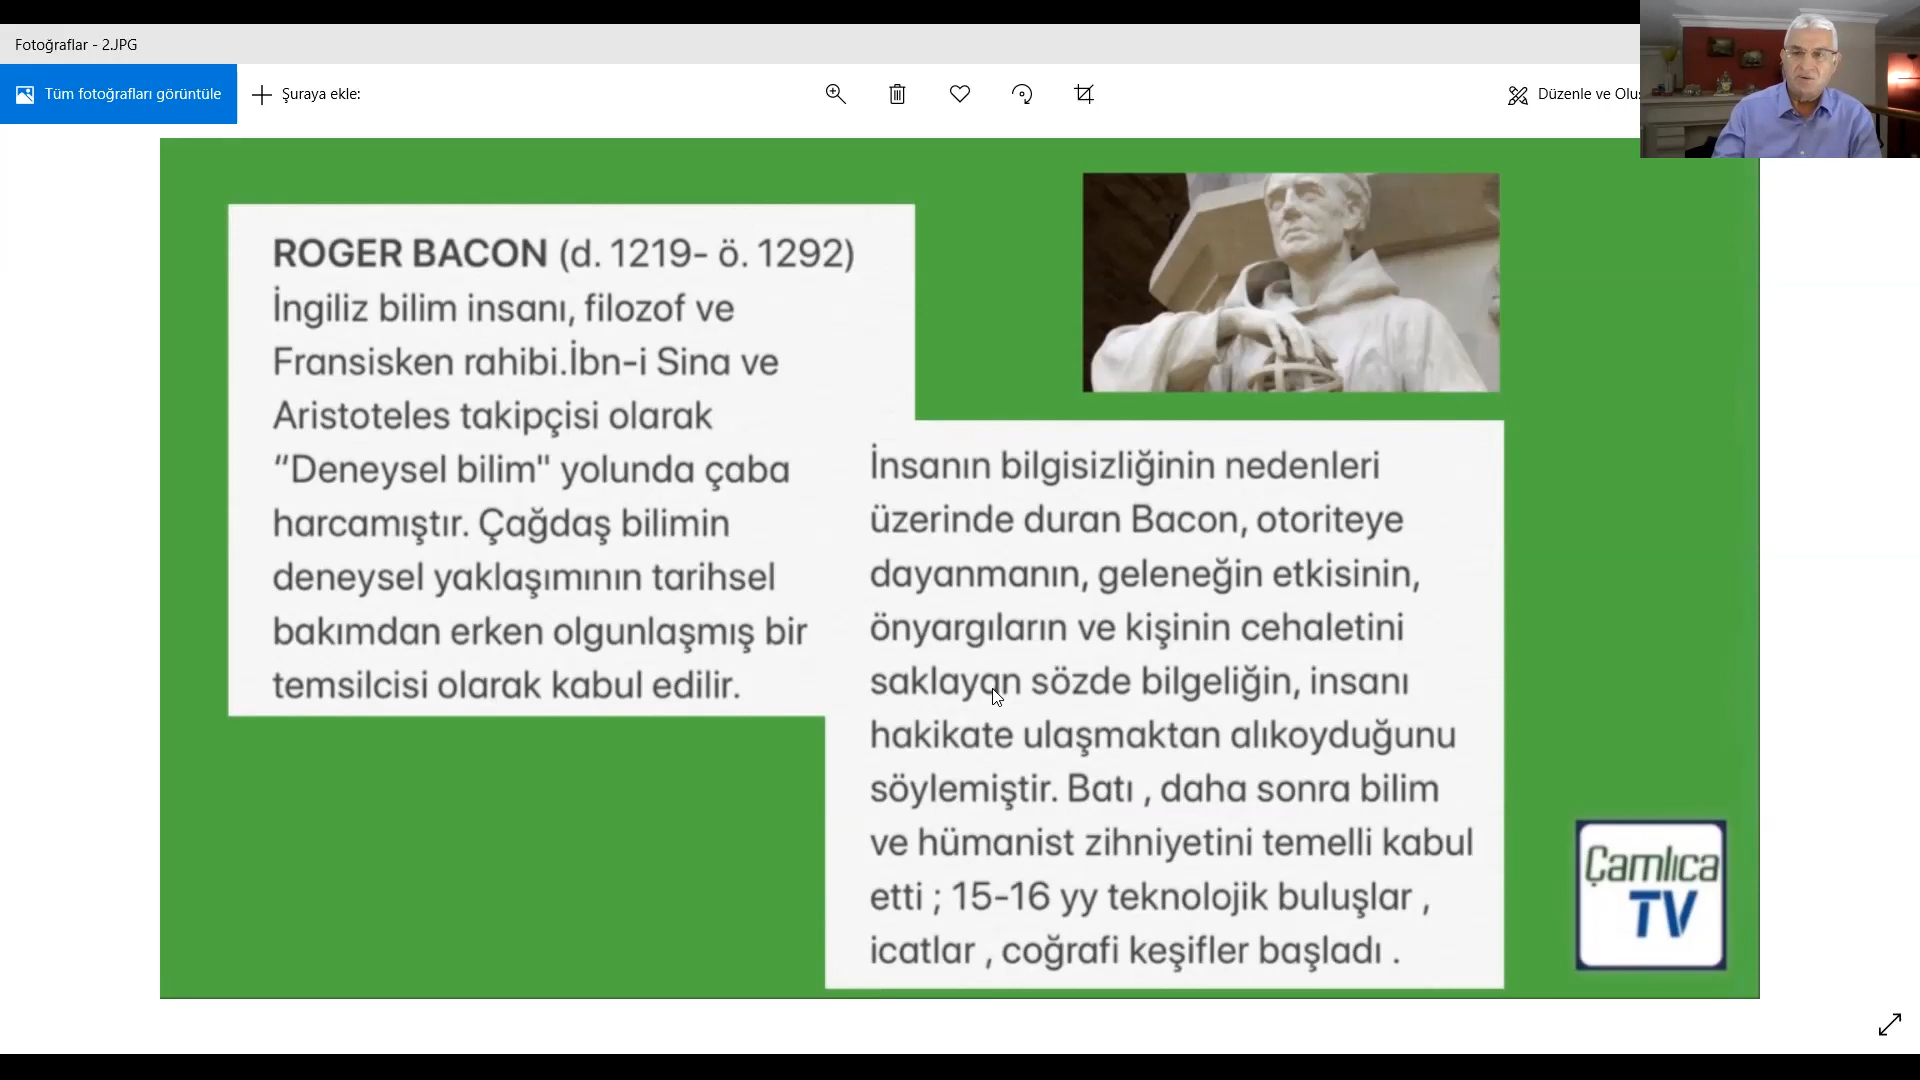 Fotoğraflar - 2.JPG
Tüm fotoğrafları görüntüle
Şuraya ekle:
Düzenle ve Olu
ROGER BACON (d. 1219- ö. 1292)
İngiliz bilim insanı, filozof ve
Fransisken rahibi.İbn-i Sina ve
Aristoteles takipçisi olarak
“Deneysel bilim" yolunda çaba
harcamıştır. Çağdaş bilimin
deneysel yaklaşımının tarihsel
bakımdan erken olgunlaşmış bir
temsilcisi olarak kabul edilir.
İnsanın bilgisizliğinin nedenleri
üzerinde duran Bacon, otoriteye
dayanmanın, geleneğin etkisinin,
önyargıların ve kişinin cehaletini
saklayan sözde bilgeliğin, insanı
hakikate ulaşmaktan alıkoyduğunu
söylemiştir. Batı , daha sonra bilim
ve hümanist zihniyetini temelli kabul
etti ; 15-16 yy teknolojik buluşlar ,
icatlar , coğrafi keşifler başladı .
Çamlıca
TV